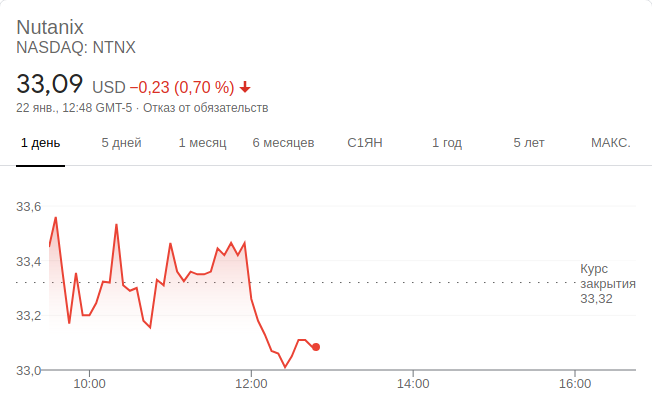 Nutanix
NASDAQ: NTNX
33,09 USD −0,23 (0,70 %)
22 янв., 12:48 GMT-5 · Отказ от обязательств
1 день 5 дней 1 месяц 6 месяцев С1ЯН 1 год 5 лет МАКС.
33,6
33,4
Курс
закрытия
33,32
33,2
33,0
10:00 12:00 14:00 16:00